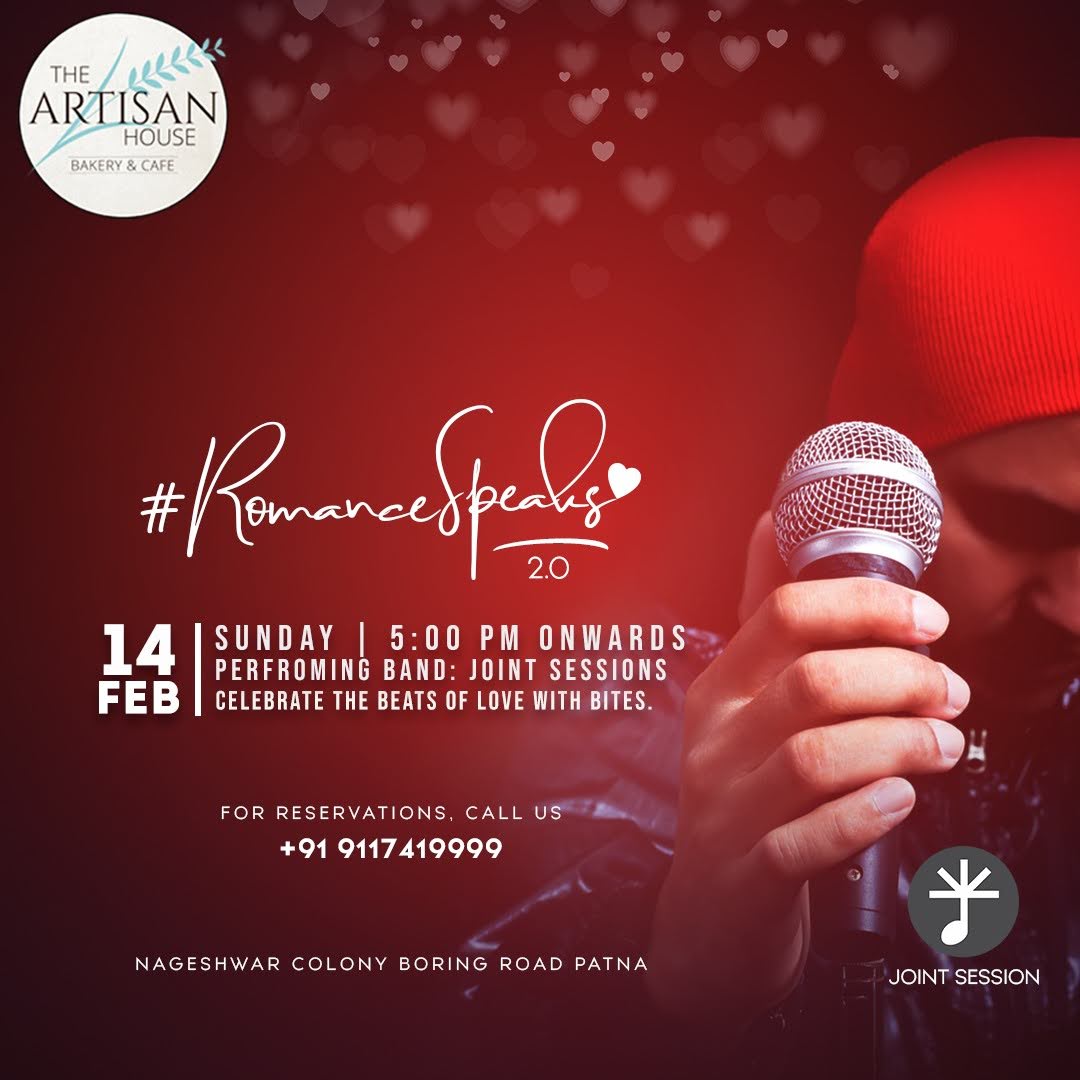 THE
ARTISAN
HOUSE
BAKERY & CAFE
#RomanceSpeaks
2.0
14
FEB
SUNDAY | 5:00 PM ONWARDS
PERFROMING BAND: JOINT SESSIONS
CELEBRATE THE BEATS OF LOVE WITH BITES.
FOR RESERVATIONS, CALL US
+91 9117419999
NAGESHWAR COLONY BORING ROAD PATNA
JOINT SESSION